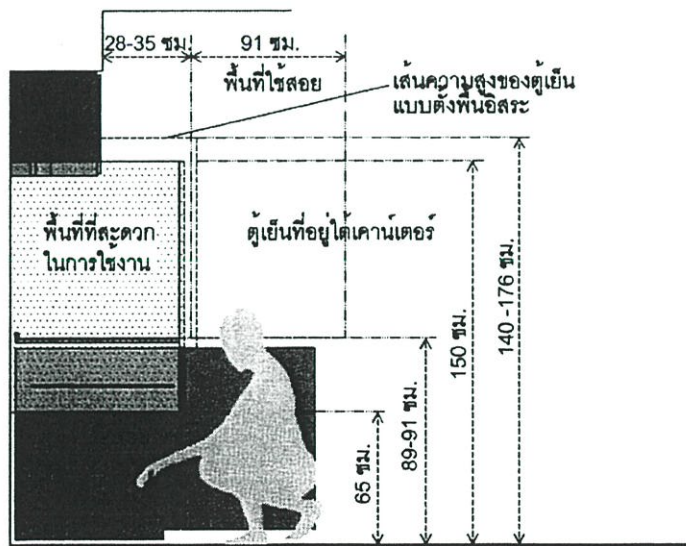 28-35 ซม.
91 ซม.
พื้นที่ใช้สอย
เส้นความสูงของตู้เย็น
แบบตั้งพื้นอิสระ
พื้นที่ที่สะดวก
ในการใช้งาน
ตู้เย็นที่อยู่ใต้เคาน์เตอร์
65 ซม.
89-91 ซม.
150 ซม.
140 -176 ซม.